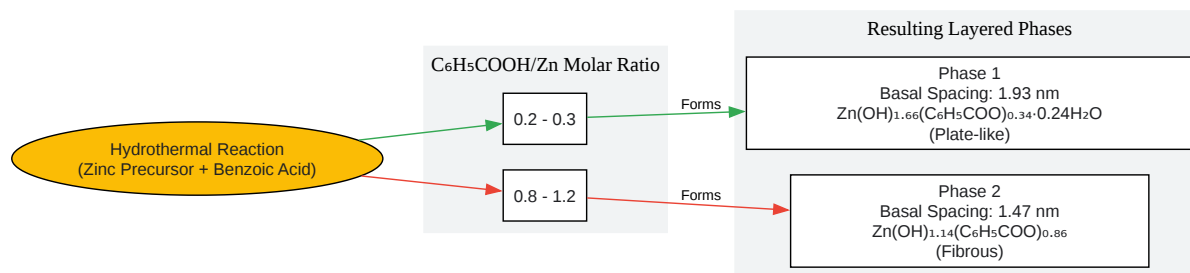 Hydrothermal Reaction
(Zinc Precursor + Benzoic Acid)
C₆H₅COOH/Zn Molar Ratio
0.2 - 0.3
0.8 - 1.2
Forms
Forms
Resulting Layered Phases
Phase 1
Basal Spacing: 1.93 nm
Zn(OH)₁.₆₆(C₆H₅COO)₀.₃₄·0.24H₂O
(Plate-like)
Phase 2
Basal Spacing: 1.47 nm
Zn(OH)₁.₁₄(C₆H₅COO)₀.₈₆
(Fibrous)